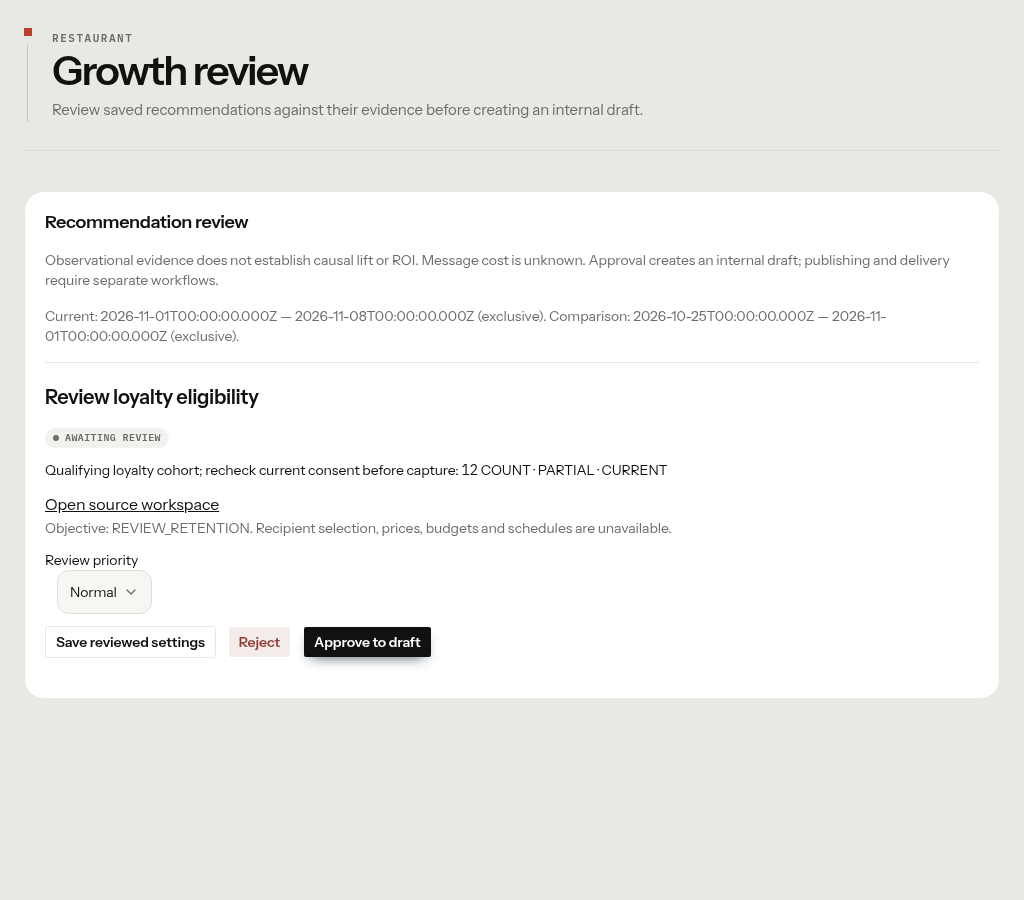 RESTAURANT
Growth review
Review saved recommendations against their evidence before creating an internal draft.
Recommendation review
Observational evidence does not establish causal lift or ROI. Message cost is unknown. Approval creates an internal draft; publishing and delivery
require separate workflows.
Current: 2026-11-01T00:00:00.000Z — 2026-11-08T00:00:00.000Z (exclusive). Comparison: 2026-10-25T00:00:00.000Z — 2026-11-
01T00:00:00.000Z (exclusive).
Review loyalty eligibility
AWAITING REVIEW
Qualifying loyalty cohort; recheck current consent before capture: 12 COUNT · PARTIAL · CURRENT
Open source workspace
Objective: REVIEW_RETENTION. Recipient selection, prices, budgets and schedules are unavailable.
Review priority
Normal
Save reviewed settings
Reject
Approve to draft